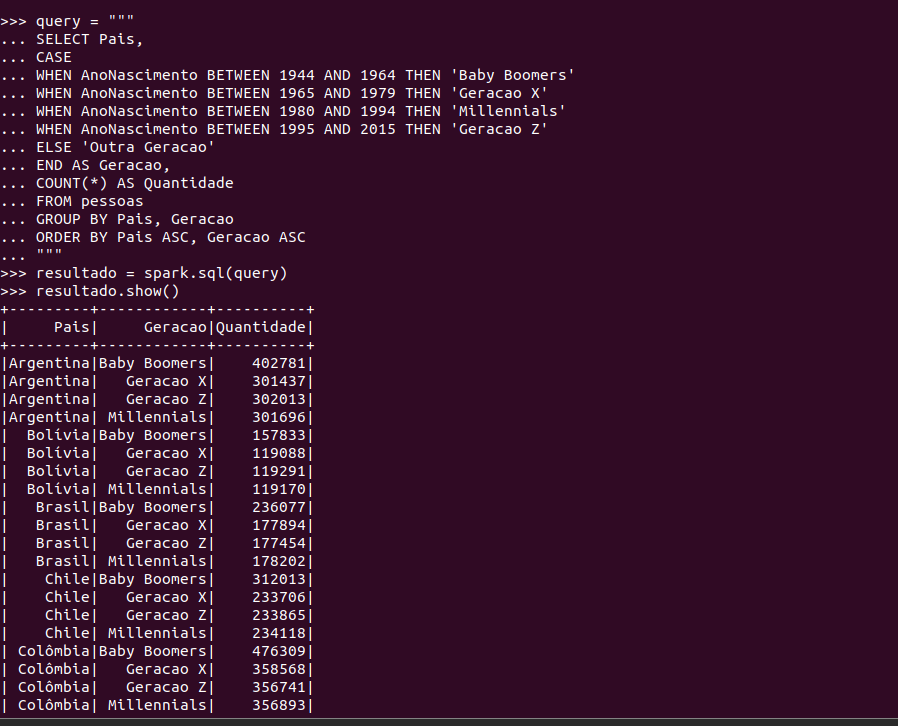 >>> query = """
... SELECT Pais,
... CASE
... WHEN AnoNascimento BETWEEN 1944 AND 1964 THEN 'Baby Boomers'
... WHEN AnoNascimento BETWEEN 1965 AND 1979 THEN 'Geracao X'
... WHEN AnoNascimento BETWEEN 1980 AND 1994 THEN 'Millennials'
... WHEN AnoNascimento BETWEEN 1995 AND 2015 THEN 'Geracao Z'
... ELSE 'Outra Geracao'
... END AS Geracao,
... COUNT(*) AS Quantidade
... FROM pessoas
... GROUP BY Pais, Geracao
... ORDER BY Pais ASC, Geracao ASC
... """
>>> resultado = spark.sql(query)
>>> resultado.show()
+---------+------------+----------+
|     Pais|     Geracao|Quantidade|
+---------+------------+----------+
|Argentina|Baby Boomers|    402781|
|Argentina|   Geracao X|    301437|
|Argentina|   Geracao Z|    302013|
|Argentina| Millennials|    301696|
|  Bolívia|Baby Boomers|    157833|
|  Bolívia|   Geracao X|    119088|
|  Bolívia|   Geracao Z|    119291|
|  Bolívia| Millennials|    119170|
|   Brasil|Baby Boomers|    236077|
|   Brasil|   Geracao X|    177894|
|   Brasil|   Geracao Z|    177454|
|   Brasil| Millennials|    178202|
|    Chile|Baby Boomers|    312013|
|    Chile|   Geracao X|    233706|
|    Chile|   Geracao Z|    233865|
|    Chile| Millennials|    234118|
| Colômbia|Baby Boomers|    476309|
| Colômbia|   Geracao X|    358568|
| Colômbia|   Geracao Z|    356741|
| Colômbia| Millennials|    356893|